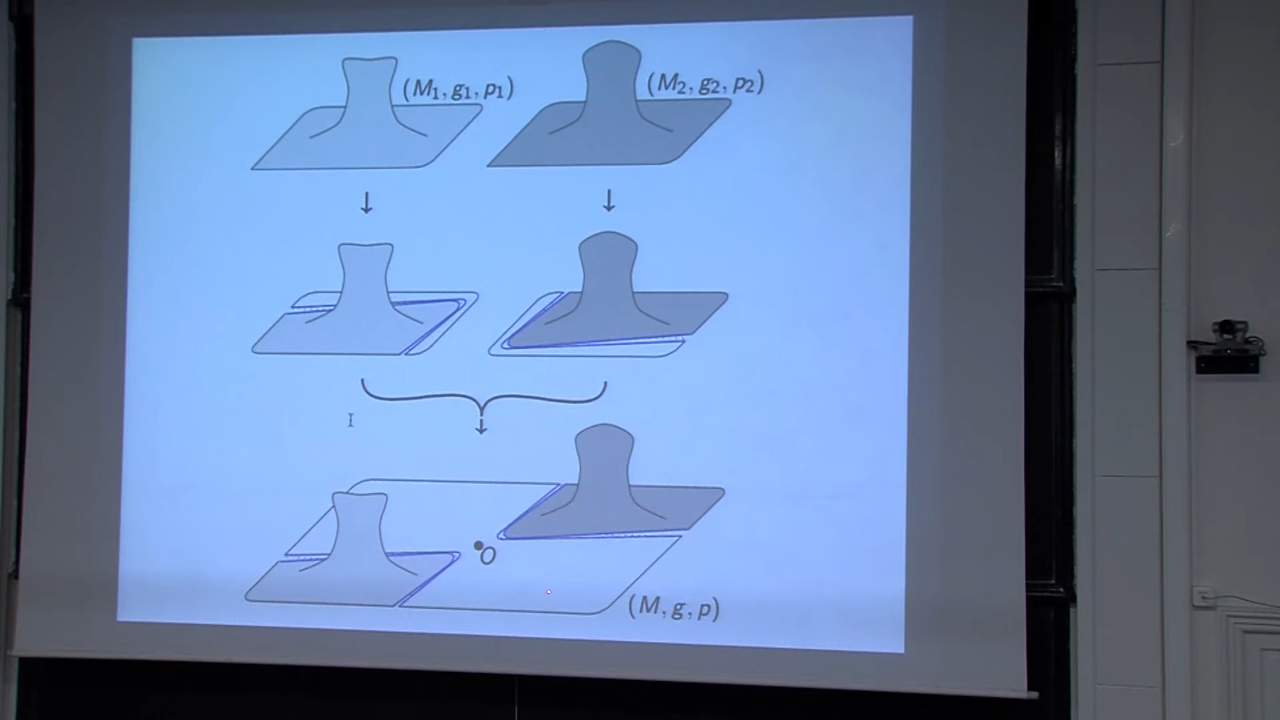 (M₁, g₁, p₁)
(M₂, g₂, p₂)
O
(M, g, p)